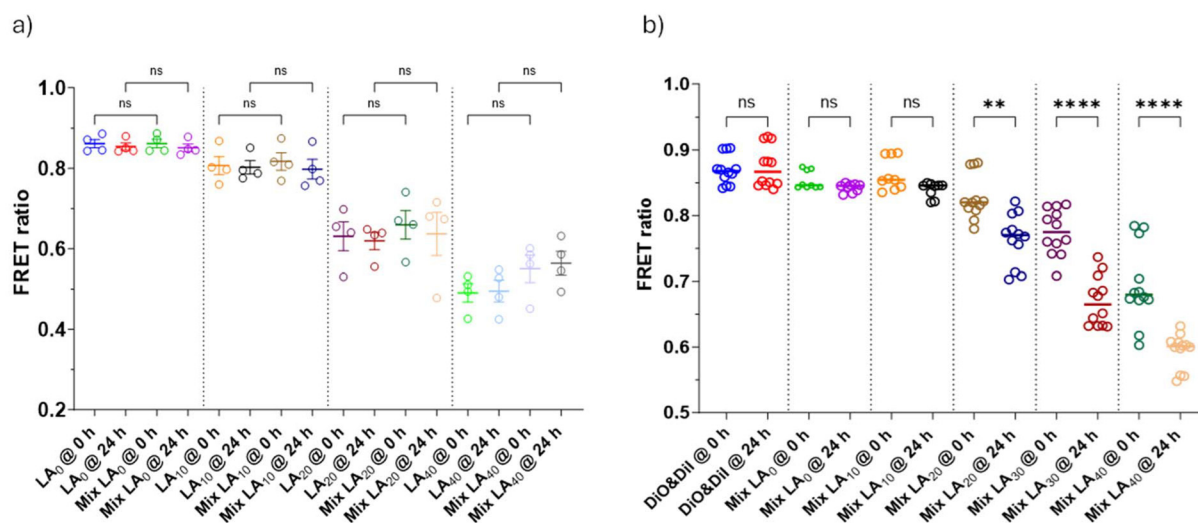 a)
ns ns ns ns
ns ns ns ns
FRET ratio
1.0
0.8
0.6
0.4
0.2
LA₀ @ 0 h
LA₀ @ 24 h
Mix LA₀ @ 0 h
Mix LA₀ @ 24 h
LA₁₀ @ 0 h
LA₁₀ @ 24 h
Mix LA₁₀ @ 0 h
Mix LA₁₀ @ 24 h
LA₂₀ @ 0 h
LA₂₀ @ 24 h
Mix LA₂₀ @ 0 h
Mix LA₂₀ @ 24 h
LA₄₀ @ 0 h
LA₄₀ @ 24 h
Mix LA₄₀ @ 0 h
Mix LA₄₀ @ 24 h
b)
ns ns ns ** **** ****
FRET ratio
1.0
0.9
0.8
0.7
0.6
0.5
DiO&DiI @ 0 h
DiO&DiI @ 24 h
Mix LA₀ @ 0 h
Mix LA₀ @ 24 h
Mix LA₁₀ @ 0 h
Mix LA₁₀ @ 24 h
Mix LA₂₀ @ 0 h
Mix LA₂₀ @ 24 h
Mix LA₃₀ @ 0 h
Mix LA₃₀ @ 24 h
Mix LA₄₀ @ 0 h
Mix LA₄₀ @ 24 h